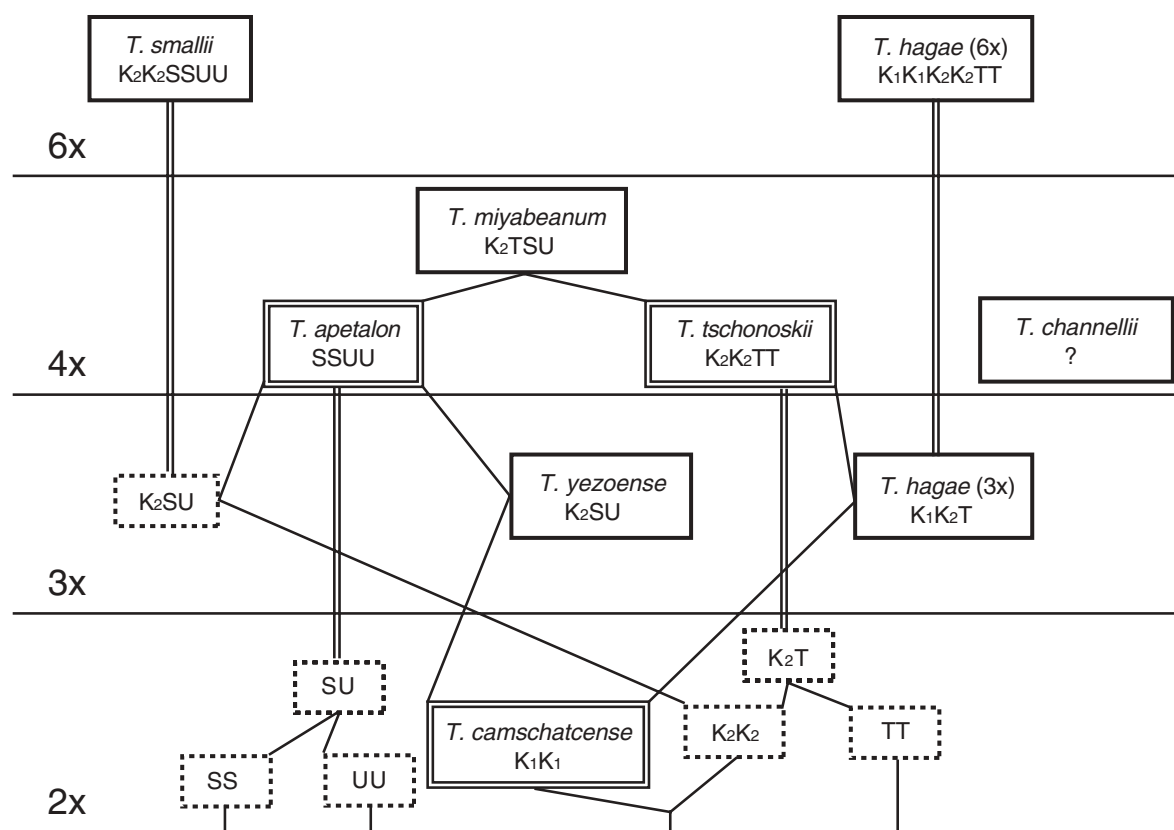 T. smallii
K2K2SSUU
T. hagae (6x)
K1K1K2K2TT
6x
T. miyabeanum
K2TSU
T. apetalon
SSUU
T. tschonoskii
K2K2TT
T. channellii
?
4x
K2SU
T. yezoense
K2SU
T. hagae (3x)
K1K2T
3x
K2T
SU
T. camschatcense
K1K1
K2K2
TT
SS
UU
2x